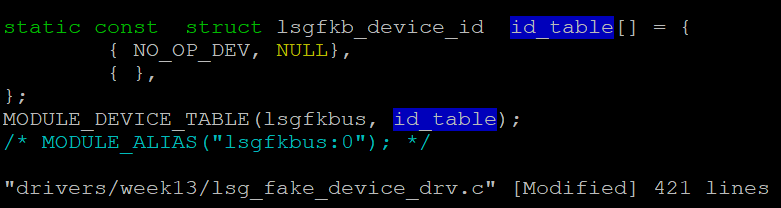 static const  struct lsgfkb_device_id  id_table[] = {
        { NO_OP_DEV, NULL},
        { },
};
MODULE_DEVICE_TABLE(lsgfkbus, id_table);
/* MODULE_ALIAS("lsgfkbus:0"); */
"drivers/week13/lsg_fake_device_drv.c" [Modified] 421 lines